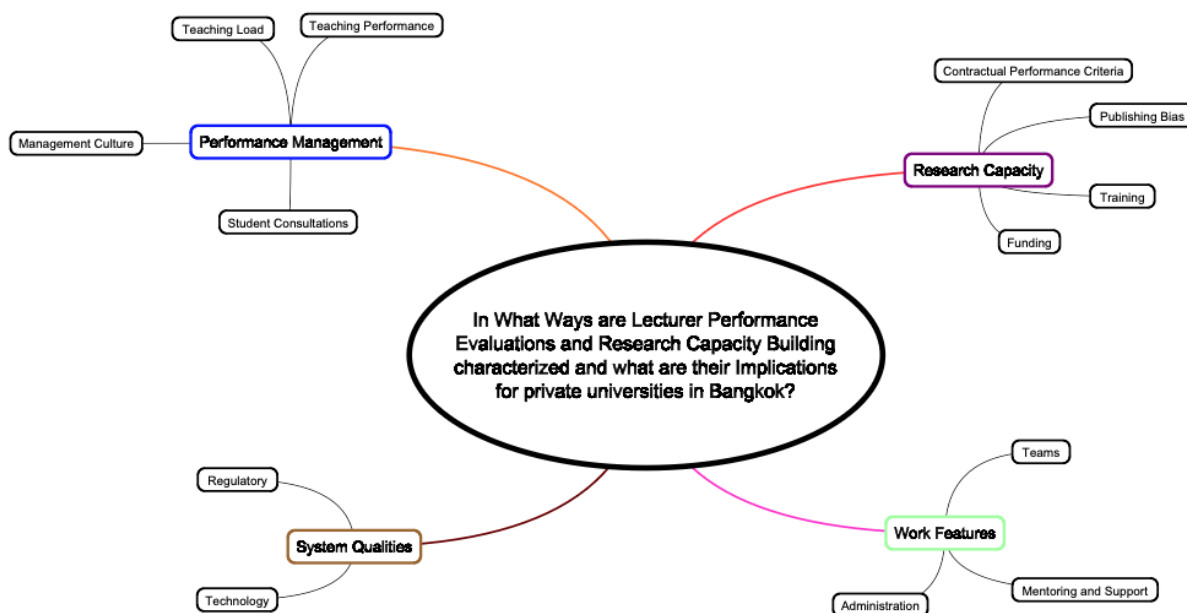 Teaching Load
Teaching Performance
Management Culture
Performance Management
Student Consultations
Contractual Performance Criteria
Publishing Bias
Research Capacity
Training
Funding
In What Ways are Lecturer Performance
Evaluations and Research Capacity Building
characterized and what are their Implications
for private universities in Bangkok?
Regulatory
System Qualities
Technology
Teams
Work Features
Mentoring and Support
Administration